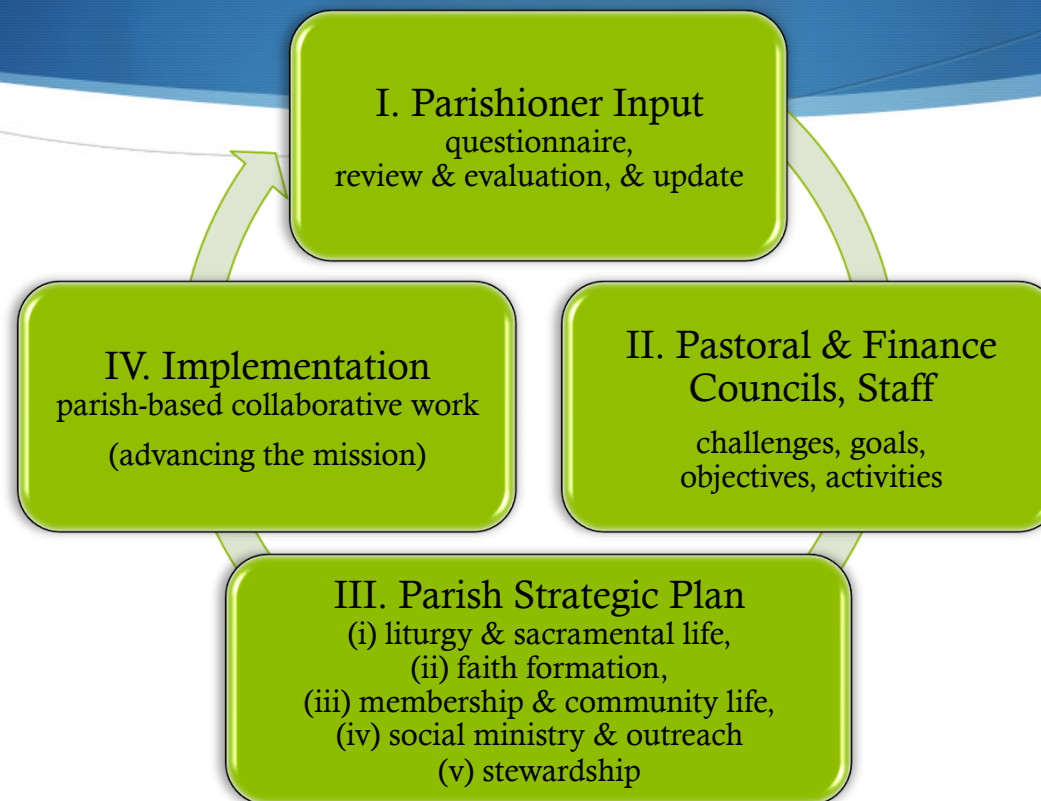 I. Parishioner Input
questionnaire,
review & evaluation, & update
II. Pastoral & Finance
Councils, Staff
challenges, goals,
objectives, activities
III. Parish Strategic Plan
(i) liturgy & sacramental life,
(ii) faith formation,
(iii) membership & community life,
(iv) social ministry & outreach
(v) stewardship
IV. Implementation
parish-based collaborative work
(advancing the mission)